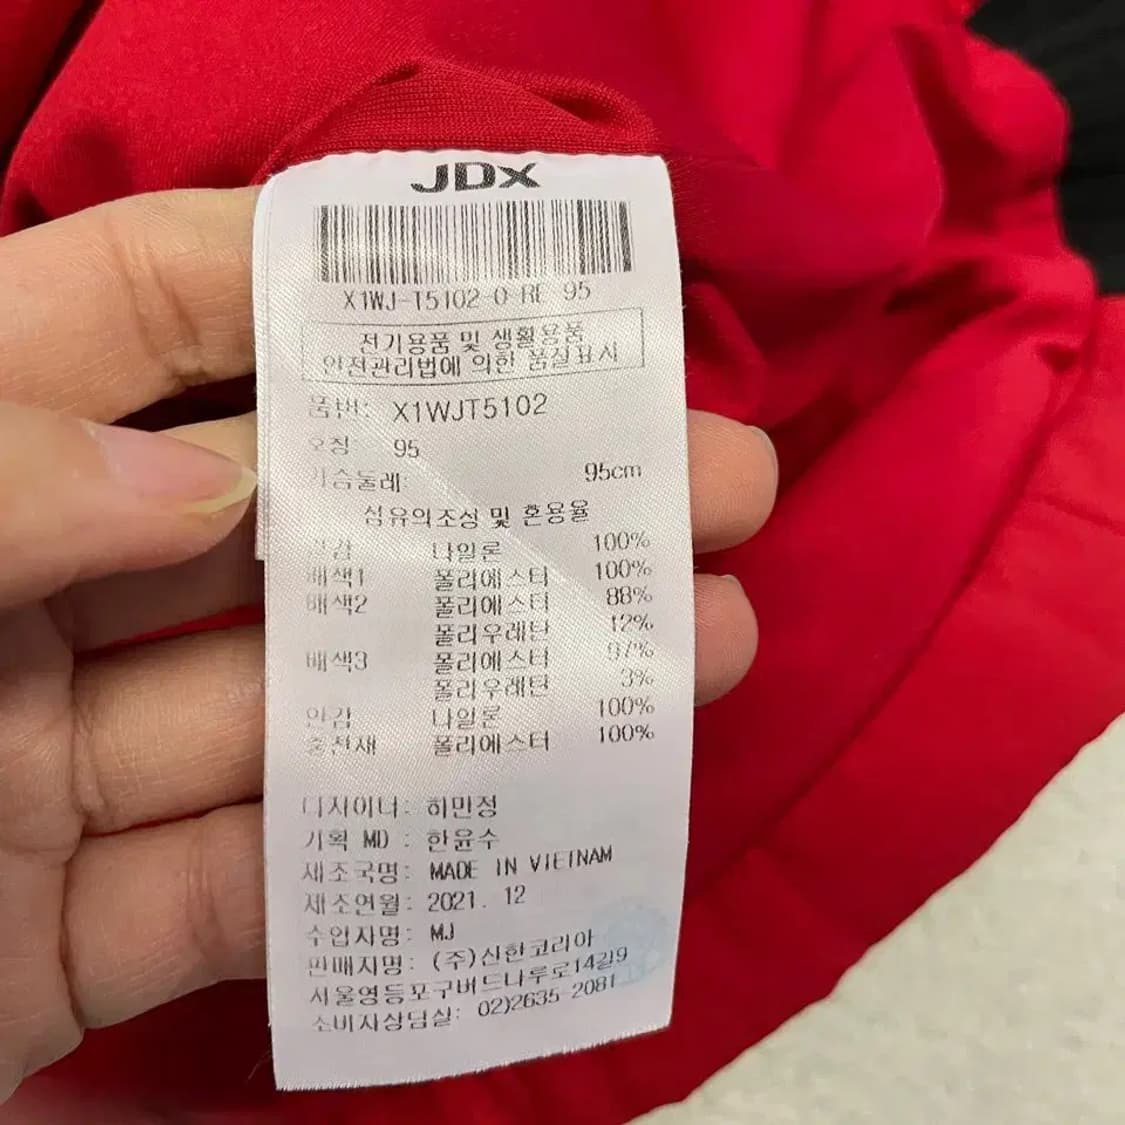 JDX
X1WJ-T5102-O-RE 95
전기용품 및 생활용품
안전관리법에 의한 품질표시
품번: X1WJT5102
호칭: 95
가슴둘레: 95cm
섬유의조성 및 혼용율
겉감 나일론 100%
배색1 폴리에스터 100%
배색2 폴리에스터 88%
폴리우레탄 12%
배색3 폴리에스터 97%
폴리우레탄 3%
안감 나일론 100%
충전재 폴리에스터 100%
디자이너: 허민정
기획 MD : 한윤수
제조국명: MADE IN VIETNAM
제조연월: 2021. 12
수입자명: MJ
판매자명: (주)신한코리아
서울영등포구버드나루로14길9
소비자상담실: 02)2635-2081